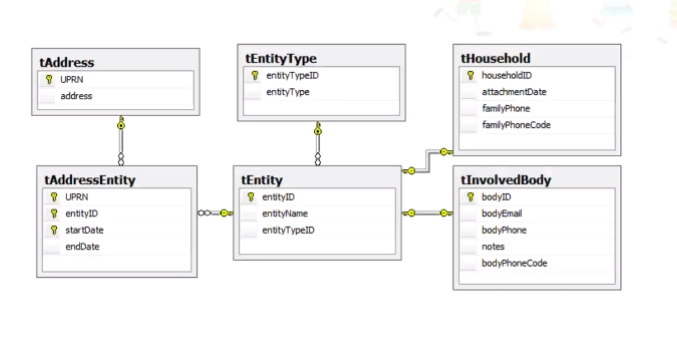 tAddress
UPRN
address
tEntityType
entityTypeID
entityType
tHousehold
householdID
attachmentDate
familyPhone
familyPhoneCode
tAddressEntity
UPRN
entityID
startDate
endDate
tEntity
entityID
entityName
entityTypeID
tInvolvedBody
bodyID
bodyEmail
bodyPhone
notes
bodyPhoneCode